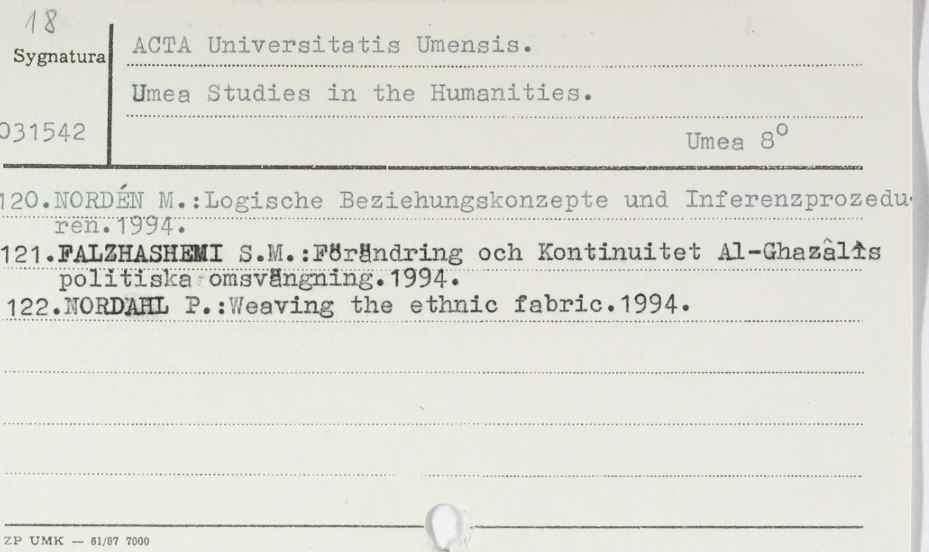 18
Sygnatura
ACTA Universitatis Umensis.
Umea Studies in the Humanities.
031542
Umea 8º
120.NORDÉN M.:Logische Beziehungskonzepte und Inferenzprozedu-
ren.1994.
121.FALZHASHEMI S.M.:Förändring och Kontinuitet Al-Ghazâlîs
politiska omsvängning.1994.
122.NORDAHL P.:Weaving the ethnic fabric.1994.
ZP UMK — 61/87 7000